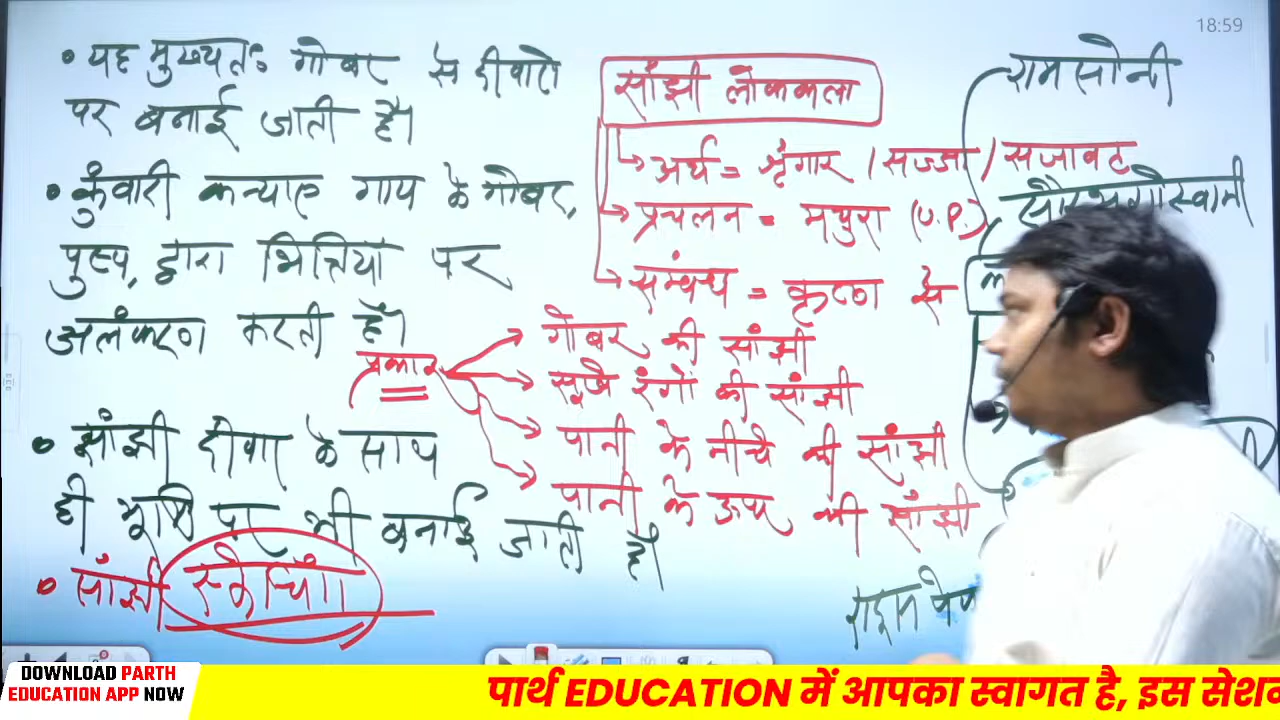 18:59
• यह मुख्यतः गोबर से दीवारो
पर बनाई जाती है।
• कुंवारी कन्याए गाय के गोबर,
पुष्प, द्वारा भित्तियों पर
अलंकरण करती हैं।
• सांझी दीवार के साथ
ही भूमि पर भी बनाई जाती है।
• साँझी स्केचिंग
साँझी लोककला
अर्थ = श्रृंगार / सज्जा / सजावट
प्रचलन = मथुरा (U.P.)
सम्बंध = कृष्ण से
प्रकार
गोबर की सांझी
सूखे रंगों की सांझी
पानी के नीचे की सांझी
पानी के ऊपर की सांझी
राम सोनी
DOWNLOAD PARTH
EDUCATION APP NOW
पार्थ EDUCATION में आपका स्वागत है, इस